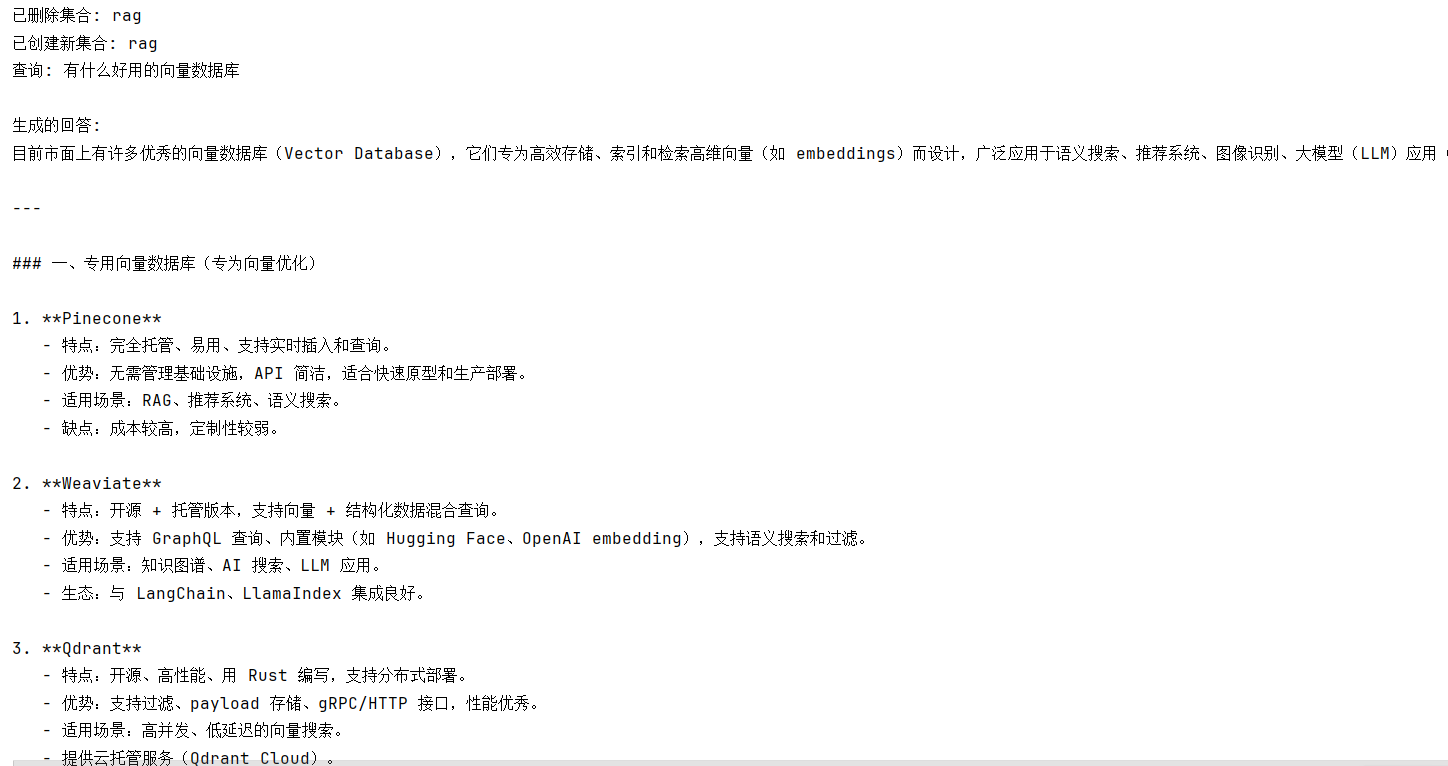 已删除集合: rag
已创建新集合: rag
查询: 有什么好用的向量数据库
生成的回答:
目前市面上有许多优秀的向量数据库（Vector Database），它们专为高效存储、索引和检索高维向量（如 embeddings）而设计，广泛应用于语义搜索、推荐系统、图像识别、大模型（LLM）应用
---
### 一、专用向量数据库（专为向量优化）
1. **Pinecone**
- 特点：完全托管、易用、支持实时插入和查询。
- 优势：无需管理基础设施，API 简洁，适合快速原型和生产部署。
- 适用场景：RAG、推荐系统、语义搜索。
- 缺点：成本较高，定制性较弱。
2. **Weaviate**
- 特点：开源 + 托管版本，支持向量 + 结构化数据混合查询。
- 优势：支持 GraphQL 查询、内置模块（如 Hugging Face、OpenAI embedding），支持语义搜索和过滤。
- 适用场景：知识图谱、AI 搜索、LLM 应用。
- 生态：与 LangChain、LlamaIndex 集成良好。
3. **Qdrant**
- 特点：开源、高性能、用 Rust 编写，支持分布式部署。
- 优势：支持过滤、payload 存储、gRPC/HTTP 接口，性能优秀。
- 适用场景：高并发、低延迟的向量搜索。
- 提供云托管服务（Qdrant Cloud）。